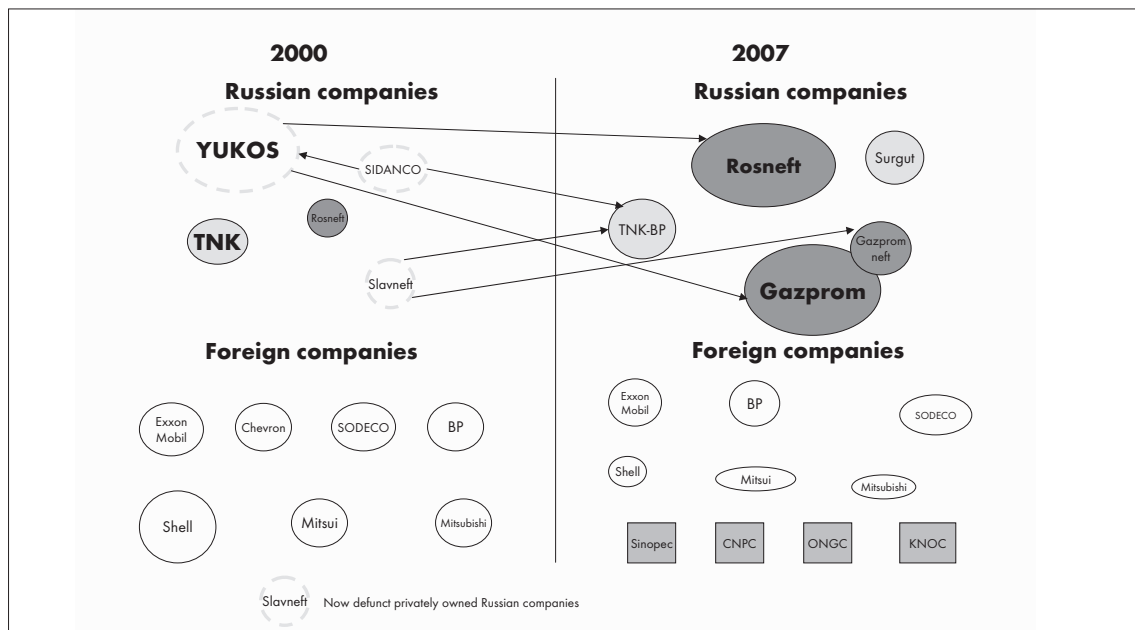 2000
Russian companies
YUKOS
SIDANCO
TNK
Rosneft
Slavneft
Foreign companies
Exxon
Mobil
Chevron
SODECO
BP
Shell
Mitsui
Mitsubishi
2007
Russian companies
Rosneft
Surgut
TNK-BP
Gazprom
neft
Gazprom
Foreign companies
Exxon
Mobil
BP
SODECO
Shell
Mitsui
Mitsubishi
Sinopec
CNPC
ONGC
KNOC
Slavneft
Now defunct privately owned Russian companies